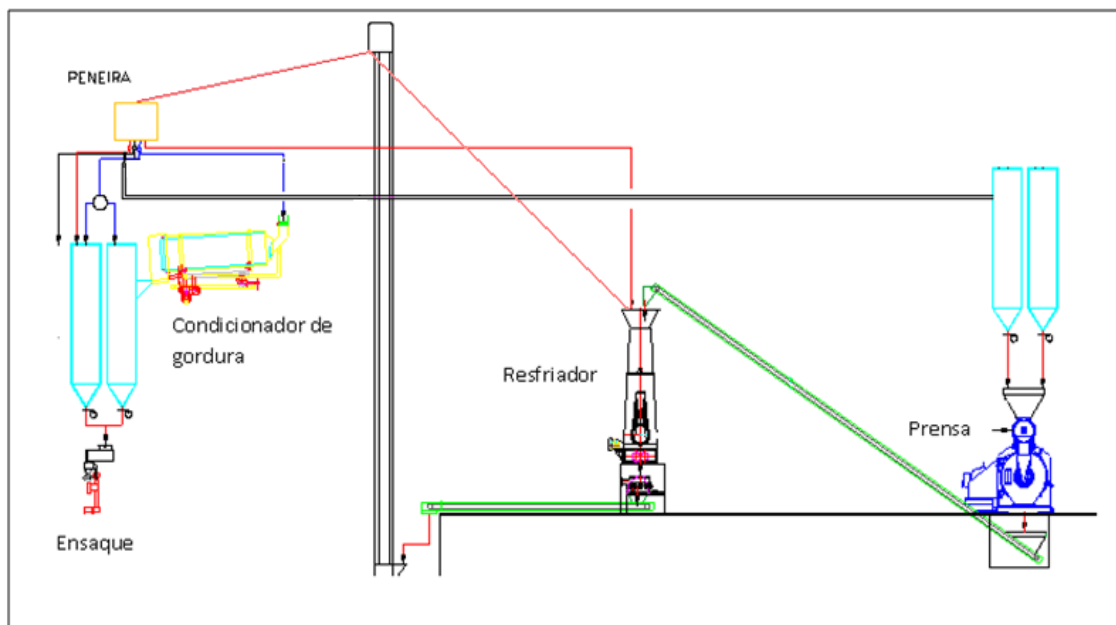 PENEIRA
Condicionador de
gordura
Resfriador
Prensa
Ensaque